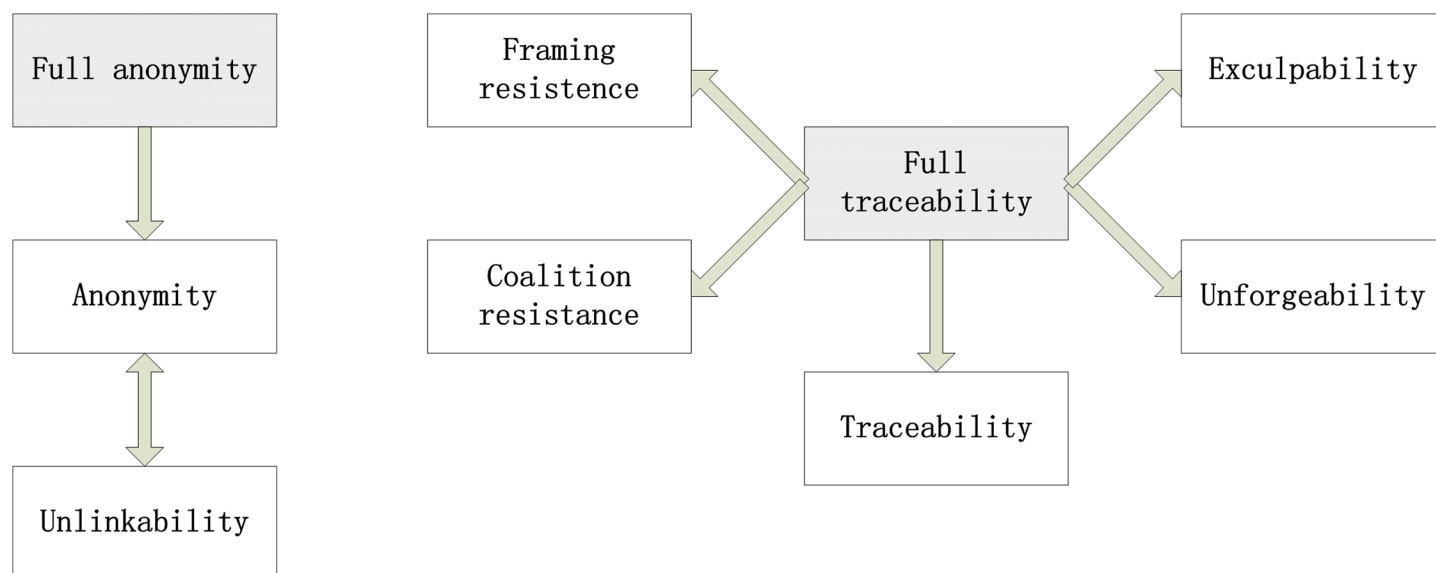 Full anonymity
Anonymity
Unlinkability
Framing
resistence
Coalition
resistance
Full
traceability
Traceability
Exculpability
Unforgeability